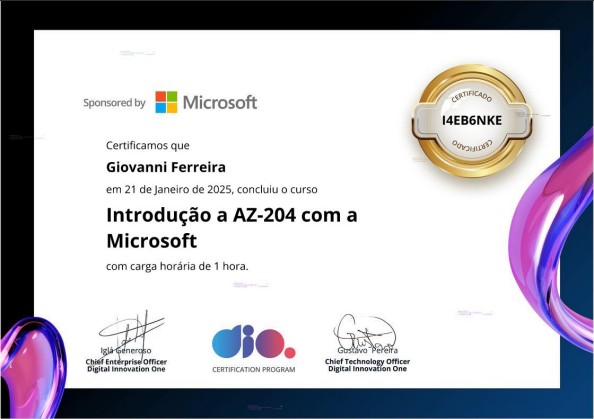 Sponsored by Microsoft
CERTIFICADO
I4EB6NKE
CERTIFICADO
Certificamos que
Giovanni Ferreira
em 21 de Janeiro de 2025, concluiu o curso
Introdução a AZ-204 com a
Microsoft
com carga horária de 1 hora.
Iglá Generoso
Chief Enterprise Officer
Digital Innovation One
dio.
CERTIFICATION PROGRAM
Gustavo Pereira
Chief Technology Officer
Digital Innovation One